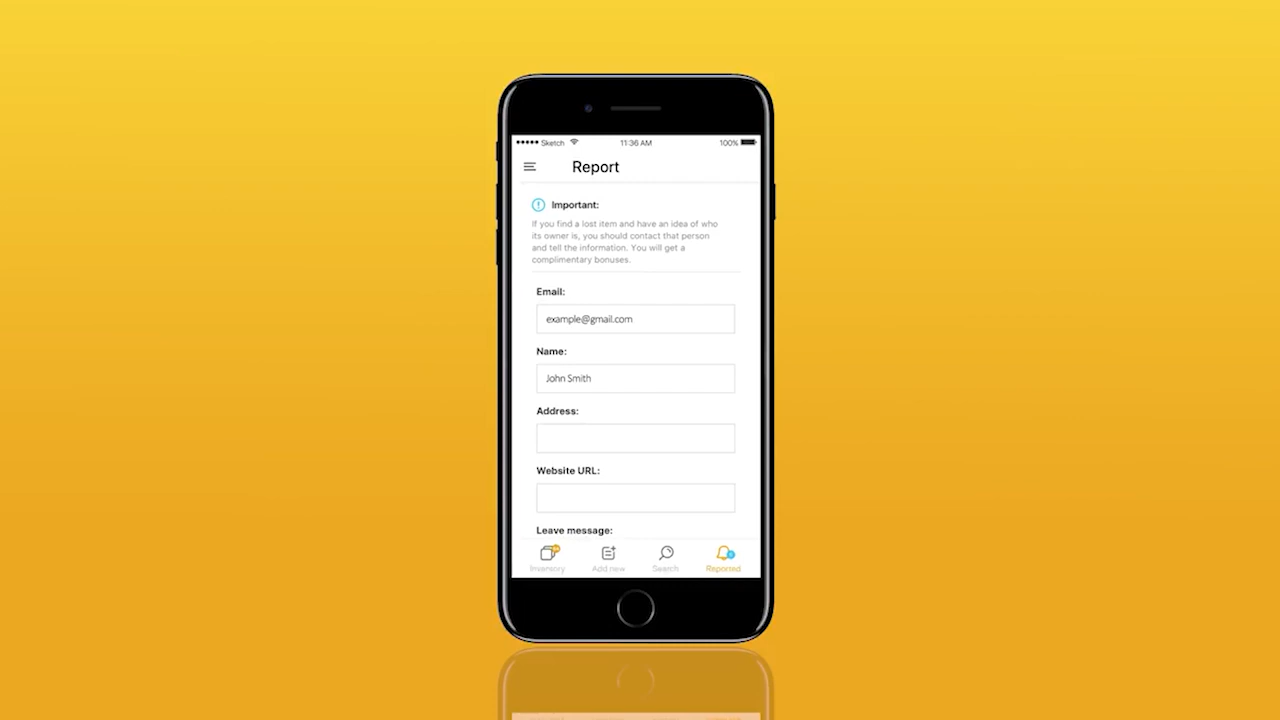 Sketch 11:36 AM 100%
Report
Important:
If you find a lost item and have an idea of who
its owner is, you should contact that person
and tell the information. You will get a
complimentary bonuses.
Email:
example@gmail.com
Name:
John Smith
Address:
Website URL:
Leave message:
Inventory Add new Search Reported